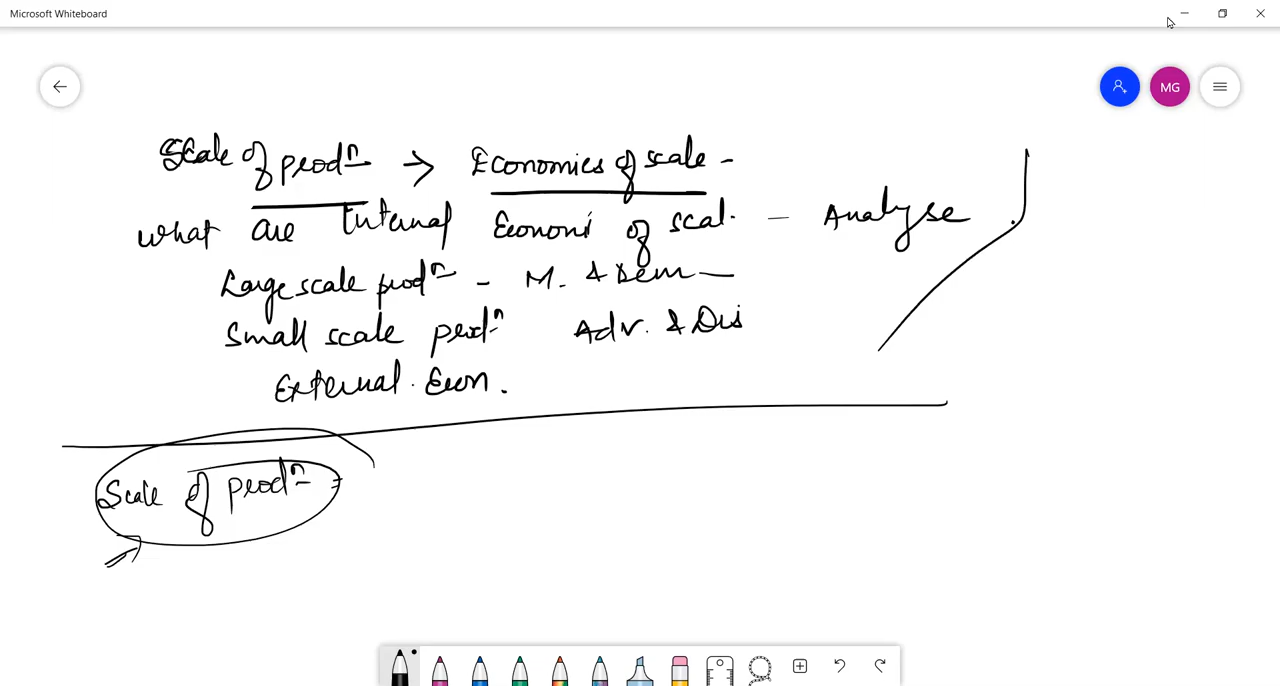 Microsoft Whiteboard
MG
Scale of prodⁿ → Economies of scale -
what are Internal Economi of scal. - Analyse
Large scale prodⁿ - M. & Dem -
Small scale prodⁿ Adv. & Dis
External. Econ.
Scale of prodⁿ